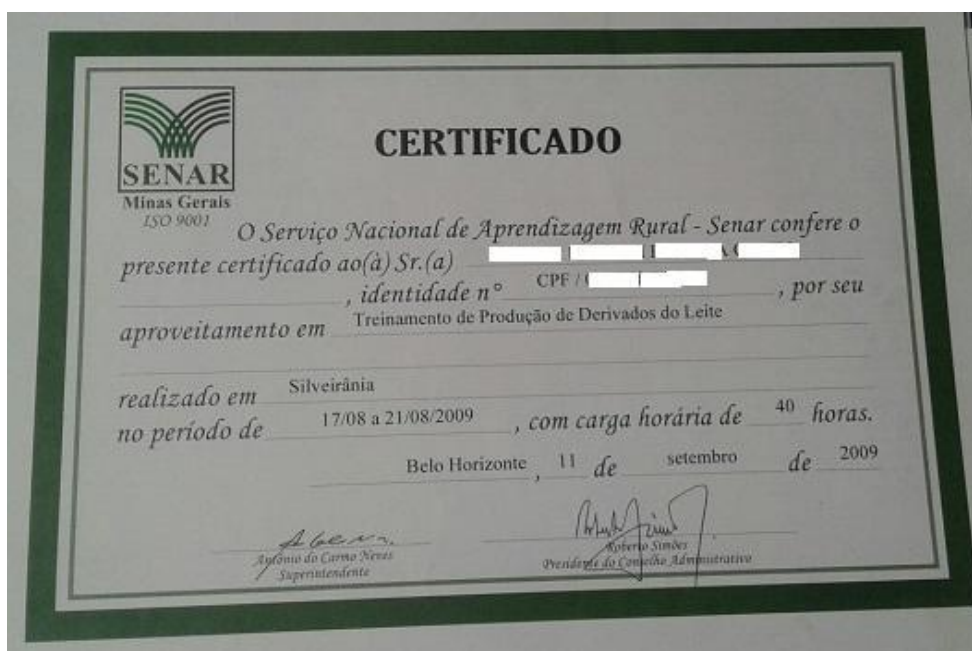 SENAR
Minas Gerais
ISO 9001
CERTIFICADO
O Serviço Nacional de Aprendizagem Rural - Senar confere o
presente certificado ao(à) Sr.(a)
, identidade nº CPF / , por seu
aproveitamento em Treinamento de Produção de Derivados do Leite
realizado em Silveirânia
no período de 17/08 a 21/08/2009 , com carga horária de 40 horas.
Belo Horizonte , 11 de setembro de 2009
Antônio do Carmo Neves
Superintendente
Roberto Simões
Presidente do Conselho Administrativo